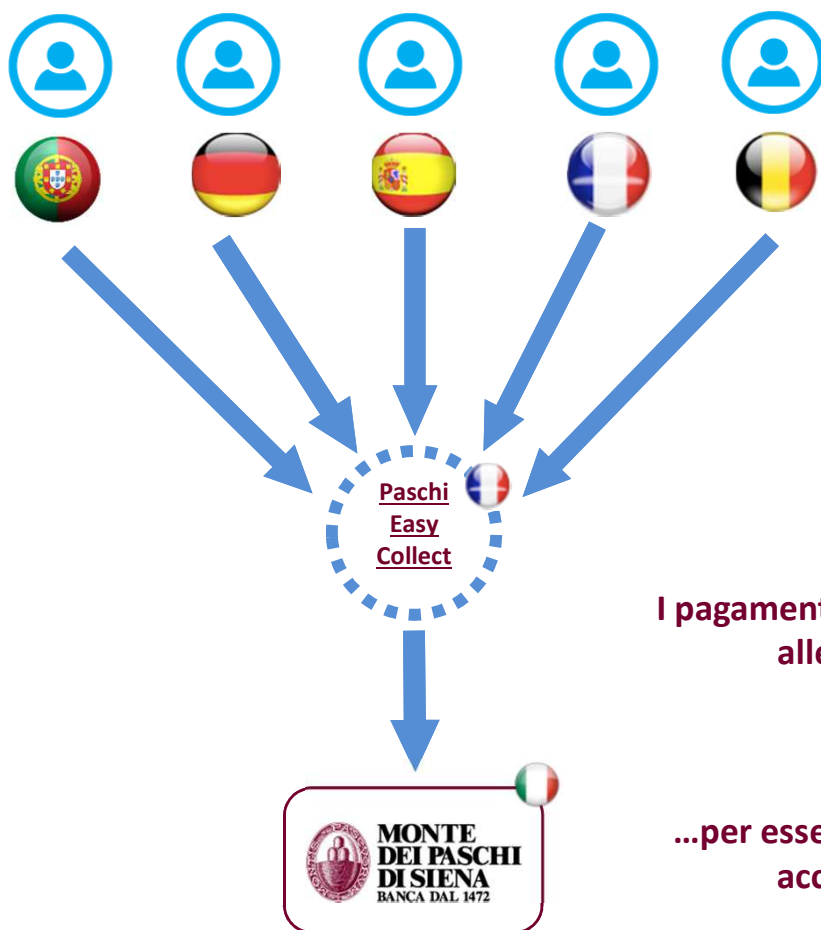 Paschi
Easy
Collect
I pagament
alle
MONTE
DEI PASCHI
DI SIENA
BANCA DAL 1472
...per esse
acc